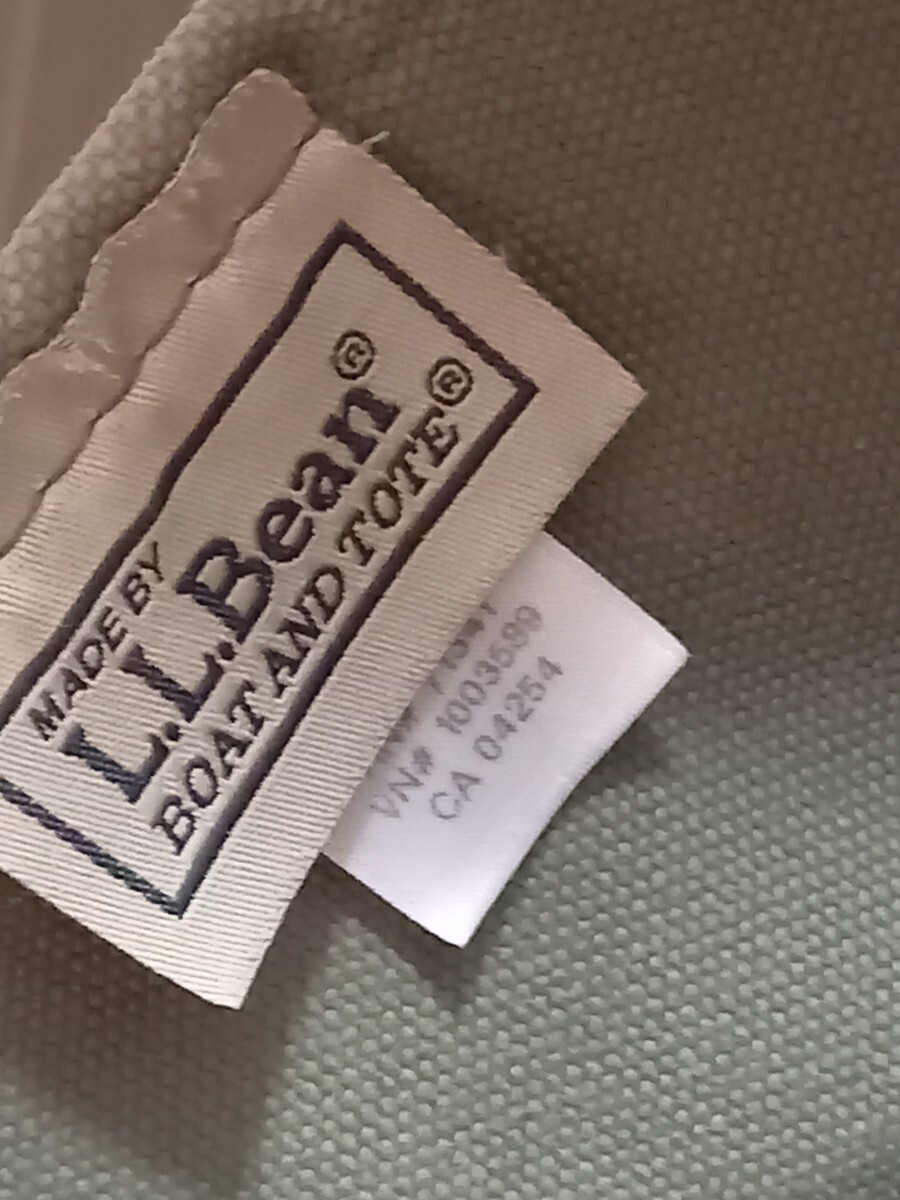 MADE BY
L.L.Bean®
BOAT AND TOTE®
VN# 1003589
CA 04254